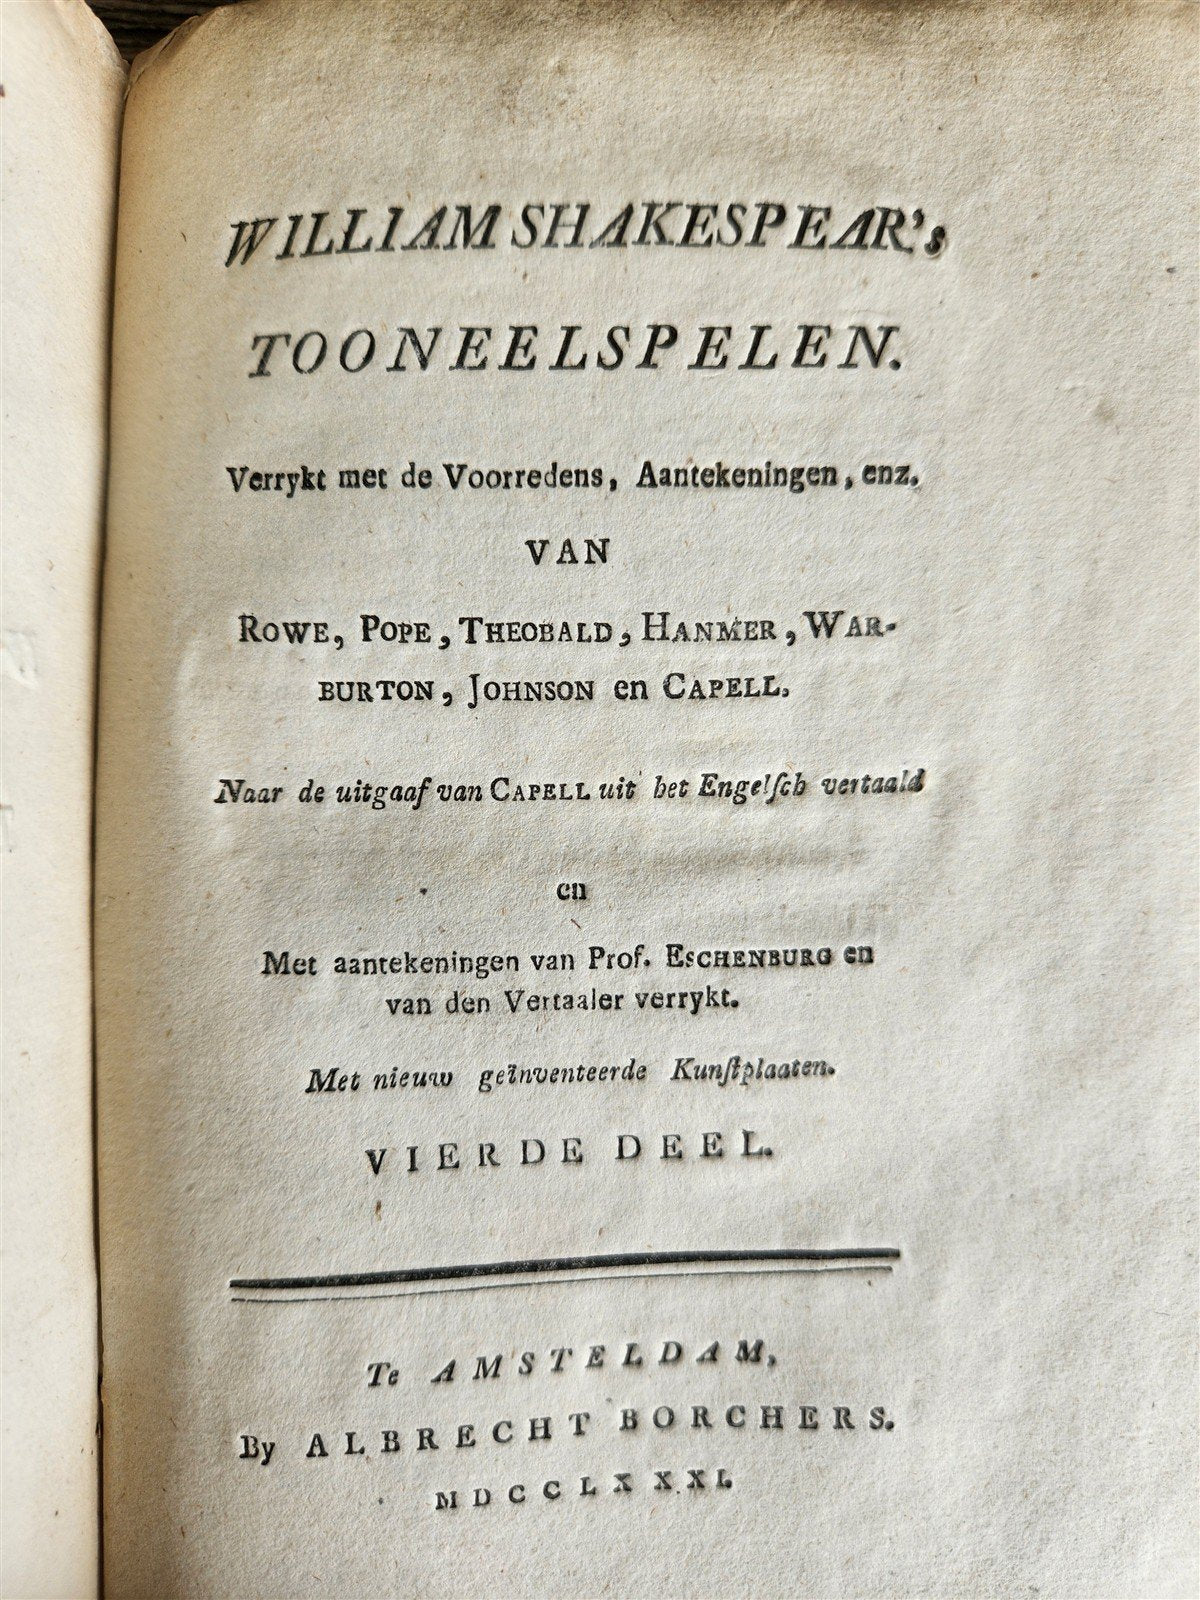 WILLIAM SHAKESPEAR's
TOONEELSPELEN.
Verrykt met de Voorredens, Aantekeningen, enz.
VAN
ROWE, POPE, THEOBALD, HANMER, WAR-
BURTON, JOHNSON en CAPELL.
Naar de uitgaaf van CAPELL uit het Engelſch vertaald
en
Met aantekeningen van Prof. ESCHENBURG en
van den Vertaaler verrykt.
Met nieuw geïnventeerde Kunſtplaaten.
VIERDE DEEL.
Te AMSTELDAM,
By ALBRECHT BORCHERS.
MDCCLXXXI.